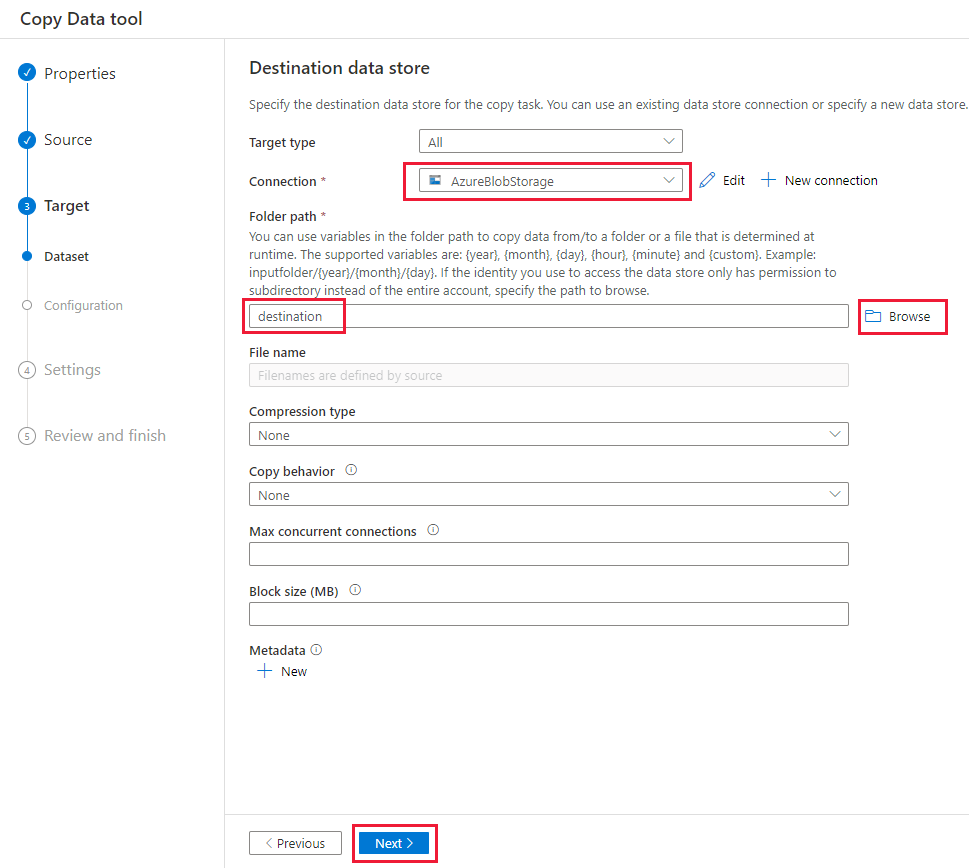 Copy Data tool
Properties
Source
3 Target
Dataset
Configuration
4 Settings
5 Review and finish
Destination data store
Specify the destination data store for the copy task. You can use an existing data store connection or specify a new data store.
Target type All
Connection * AzureBlobStorage Edit New connection
Folder path *
You can use variables in the folder path to copy data from/to a folder or a file that is determined at
runtime. The supported variables are: {year}, {month}, {day}, {hour}, {minute} and {custom}. Example:
inputfolder/{year}/{month}/{day}. If the identity you use to access the data store only has permission to
subdirectory instead of the entire account, specify the path to browse.
destination Browse
File name
Filenames are defined by source
Compression type
None
Copy behavior
None
Max concurrent connections
Block size (MB)
Metadata
New
Previous Next